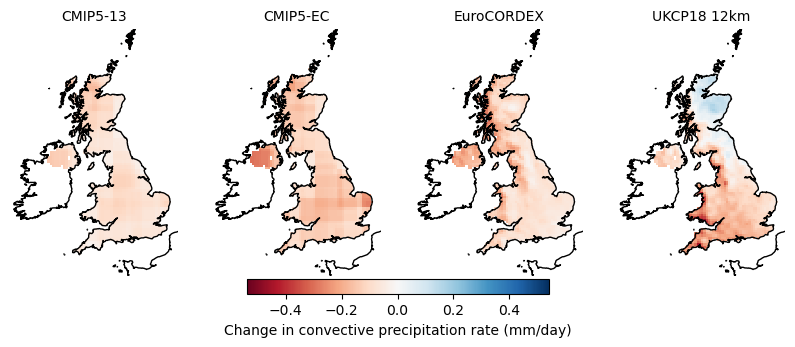 CMIP5-13 CMIP5-EC EuroCORDEX UKCP18 12km
−0.4 −0.2 0.0 0.2 0.4
Change in convective precipitation rate (mm/day)